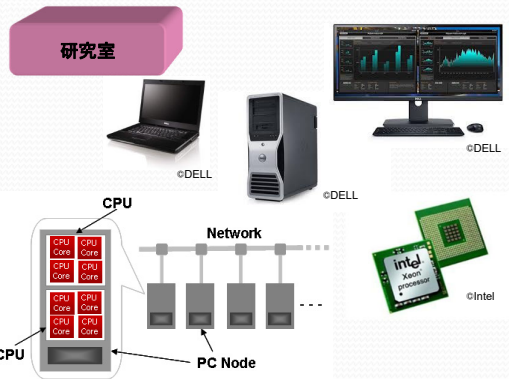 研究室
©DELL
©DELL
©DELL
CPU
CPU
Core
CPU
Core
CPU
Core
CPU
Core
CPU
Core
CPU
Core
CPU
Core
CPU
Core
CPU
Network
PC Node
intel
Xeon
processor
©Intel